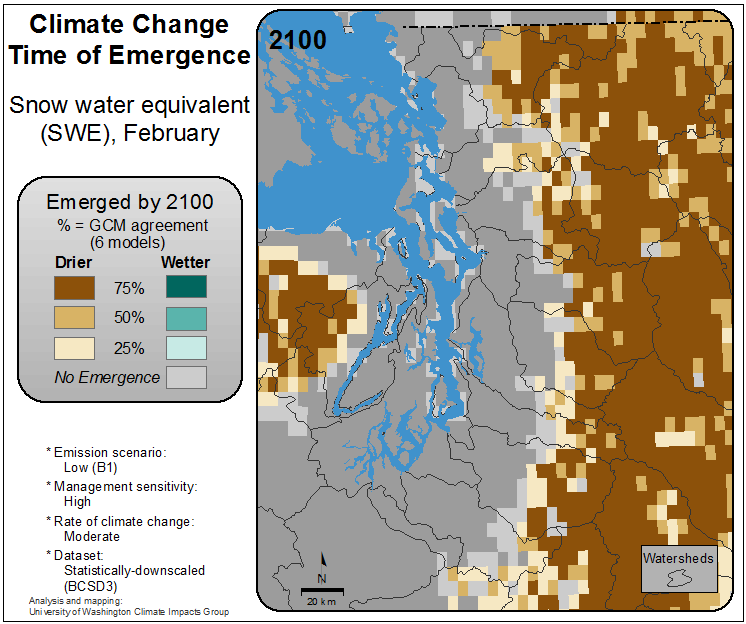 Climate Change
Time of Emergence
Snow water equivalent
(SWE), February
Emerged by 2100
% = GCM agreement
(6 models)
Drier Wetter
75%
50%
25%
No Emergence
* Emission scenario:
Low (B1)
* Management sensitivity:
High
* Rate of climate change:
Moderate
* Dataset:
Statistically-downscaled
(BCSD3)
Analysis and mapping:
University of Washington Climate Impacts Group
2100
N
20 km
Watersheds